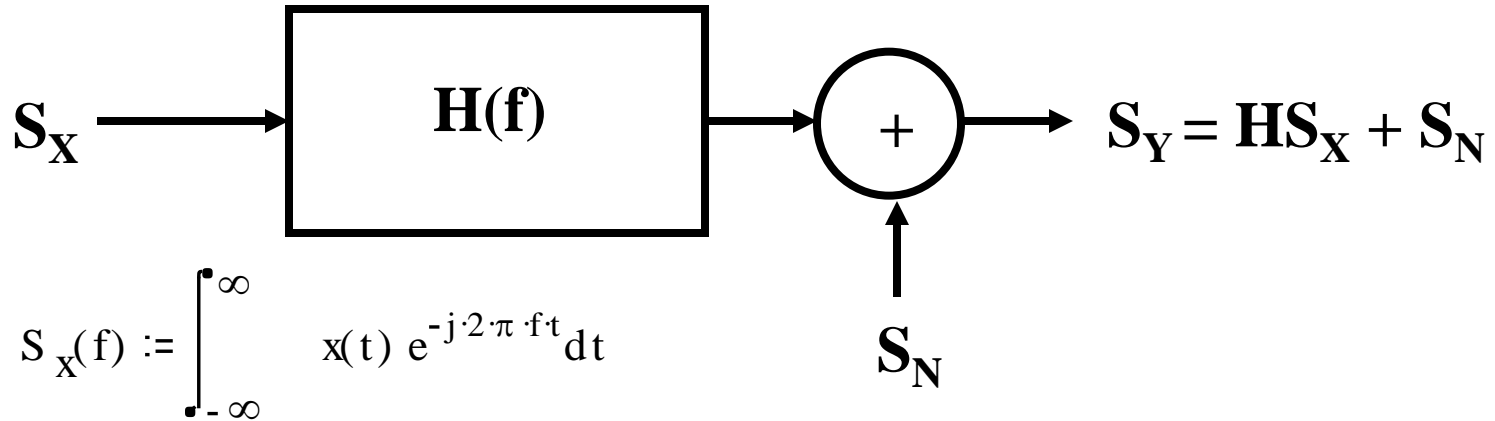 S_X H(f) + S_Y = HS_X + S_N
S_X(f) := ∫_{-∞}^{∞} x(t) e^{-j·2·π·f·t} dt
S_N